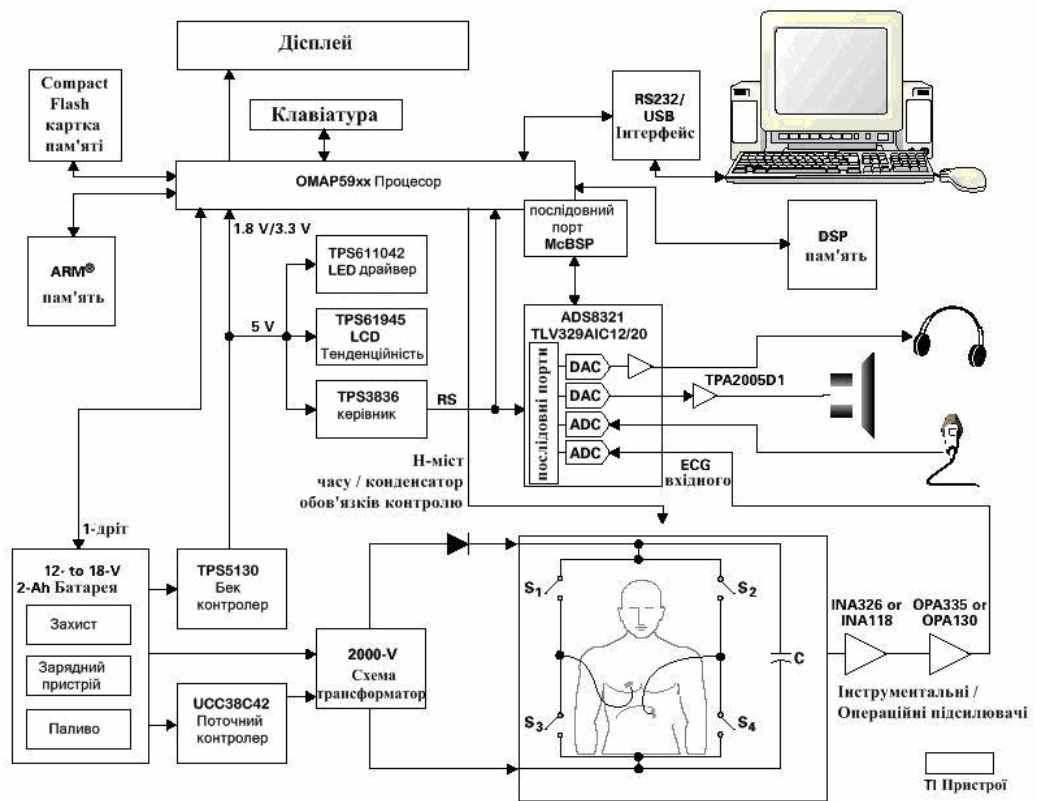 Дісплей
Compact
Flash
картка
пам'яті
Клавіатура
RS232/
USB
Інтерфейс
OMAP59xx Процесор
1.8 V/3.3 V
послідовний
порт
McBSP
DSP
пам'ять
ARM®
пам'ять
TPS611042
LED драйвер
5 V
TPS61945
LCD
Тенденційність
TPS3836
керівник
RS
ADS8321
TLV329AIC12/20
послідовні порти
DAC
DAC
ADC
ADC
TPA2005D1
ECG
вхідного
H-міст
часу / конденсатор
обов'язків контролю
1-дріт
12- to 18-V
2-Ah Батарея
Захист
Зарядний
пристрій
Паливо
TPS5130
Бек
контролер
UCC38C42
Поточний
контролер
2000-V
Схема
трансформатор
S1
S2
S3
S4
C
INA326 or
INA118
OPA335 or
OPA130
Інструментальні /
Операційні підсилювачі
TI Пристрої